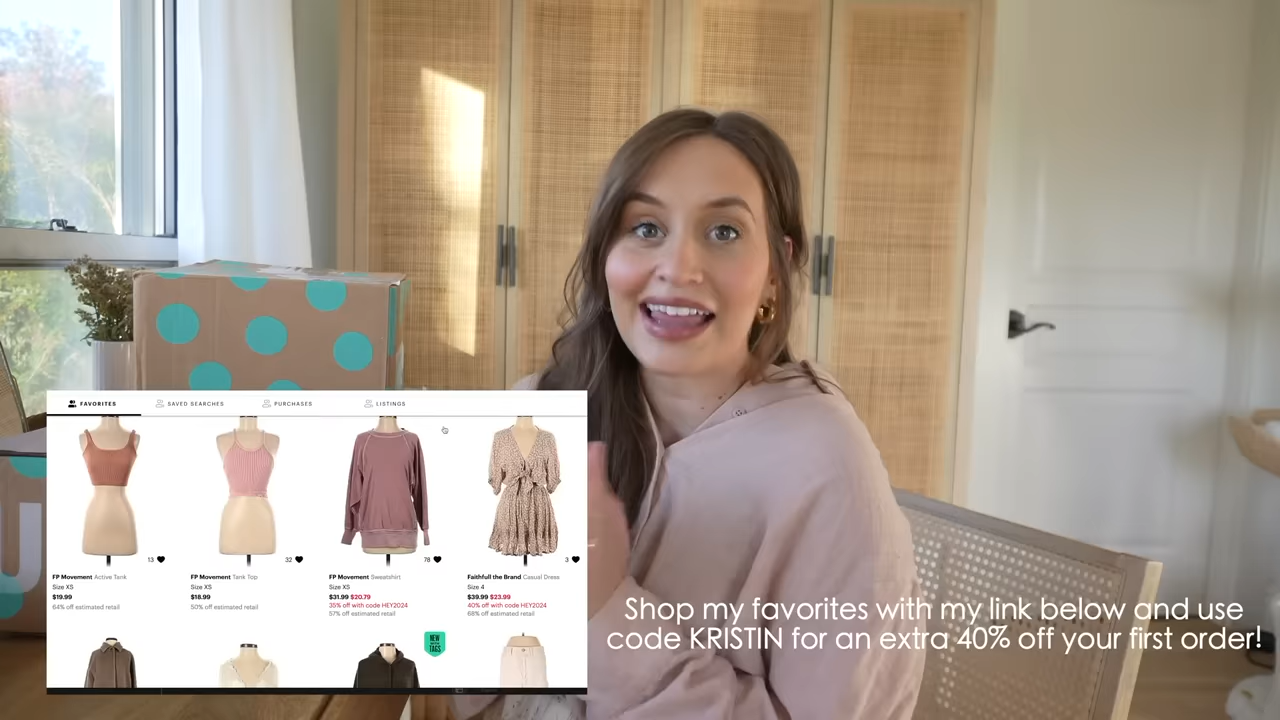 FAVORITES
SAVED SEARCHES
PURCHASES
LISTINGS
13
32
78
3
FP Movement Active Tank
Size XS
$19.99
64% off estimated retail
FP Movement Tank Top
Size XS
$18.99
50% off estimated retail
FP Movement Sweatshirt
Size XS
$31.99 $20.79
35% off with code HEY2024
57% off estimated retail
Faithfull the Brand Casual Dress
Size 4
$39.99 $23.99
40% off with code HEY2024
68% off estimated retail
NEW
TAGS
Shop my favorites with my link below and use
code KRISTIN for an extra 40% off your first order!